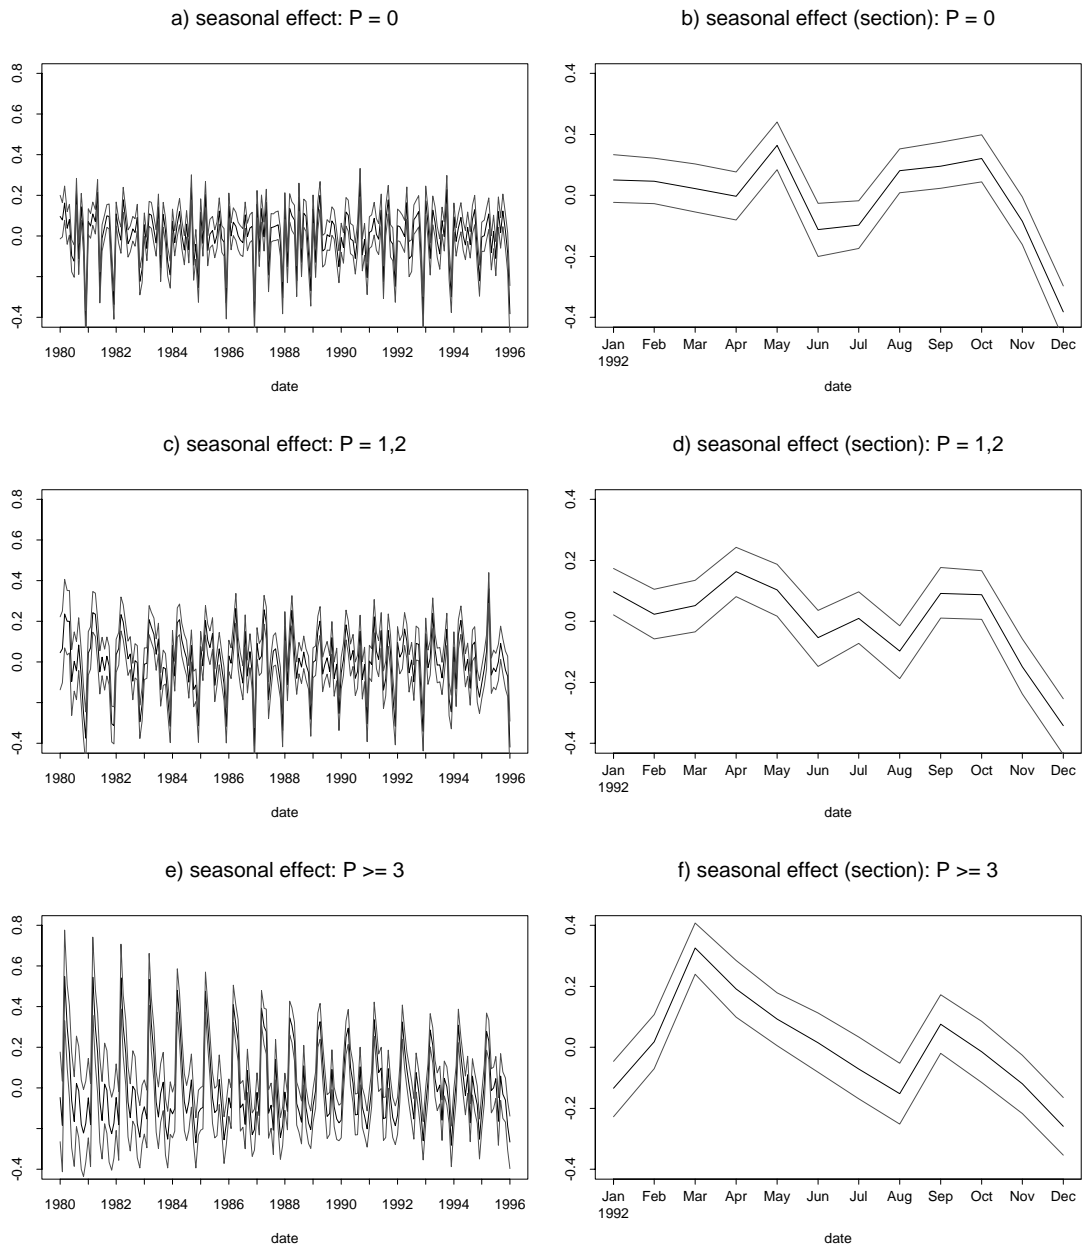 a) seasonal effect: P = 0
0.8
0.6
0.4
0.2
0.0
-0.4
1980 1982 1984 1986 1988 1990 1992 1994 1996
date
b) seasonal effect (section): P = 0
0.4
0.2
0.0
-0.2
-0.4
Jan Feb Mar Apr May Jun Jul Aug Sep Oct Nov Dec
1992
date
c) seasonal effect: P = 1,2
0.8
0.6
0.4
0.2
0.0
-0.4
1980 1982 1984 1986 1988 1990 1992 1994 1996
date
d) seasonal effect (section): P = 1,2
0.4
0.2
0.0
-0.2
-0.4
Jan Feb Mar Apr May Jun Jul Aug Sep Oct Nov Dec
1992
date
e) seasonal effect: P >= 3
0.8
0.6
0.4
0.2
0.0
-0.4
1980 1982 1984 1986 1988 1990 1992 1994 1996
date
f) seasonal effect (section): P >= 3
0.4
0.2
0.0
-0.2
-0.4
Jan Feb Mar Apr May Jun Jul Aug Sep Oct Nov Dec
1992
date